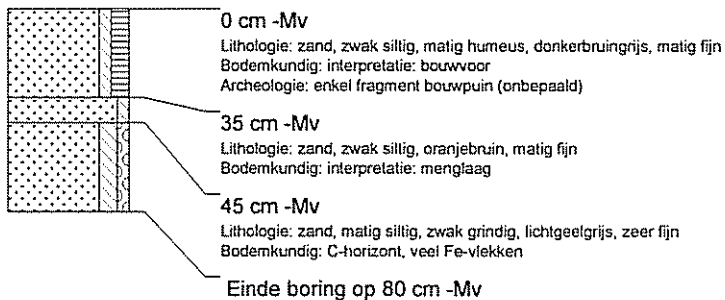 0 cm -Mv
Lithologie: zand, zwak siltig, matig humeus, donkerbruingrijs, matig fijn
Bodemkundig: interpretatie: bouwvoor
Archeologie: enkel fragment bouwpuin (onbepaald)
35 cm -Mv
Lithologie: zand, zwak siltig, oranjebruin, matig fijn
Bodemkundig: interpretatie: menglaag
45 cm -Mv
Lithologie: zand, matig siltig, zwak grindig, lichtgeelgrijs, zeer fijn
Bodemkundig: C-horizont, veel Fe-vlekken
Einde boring op 80 cm -Mv